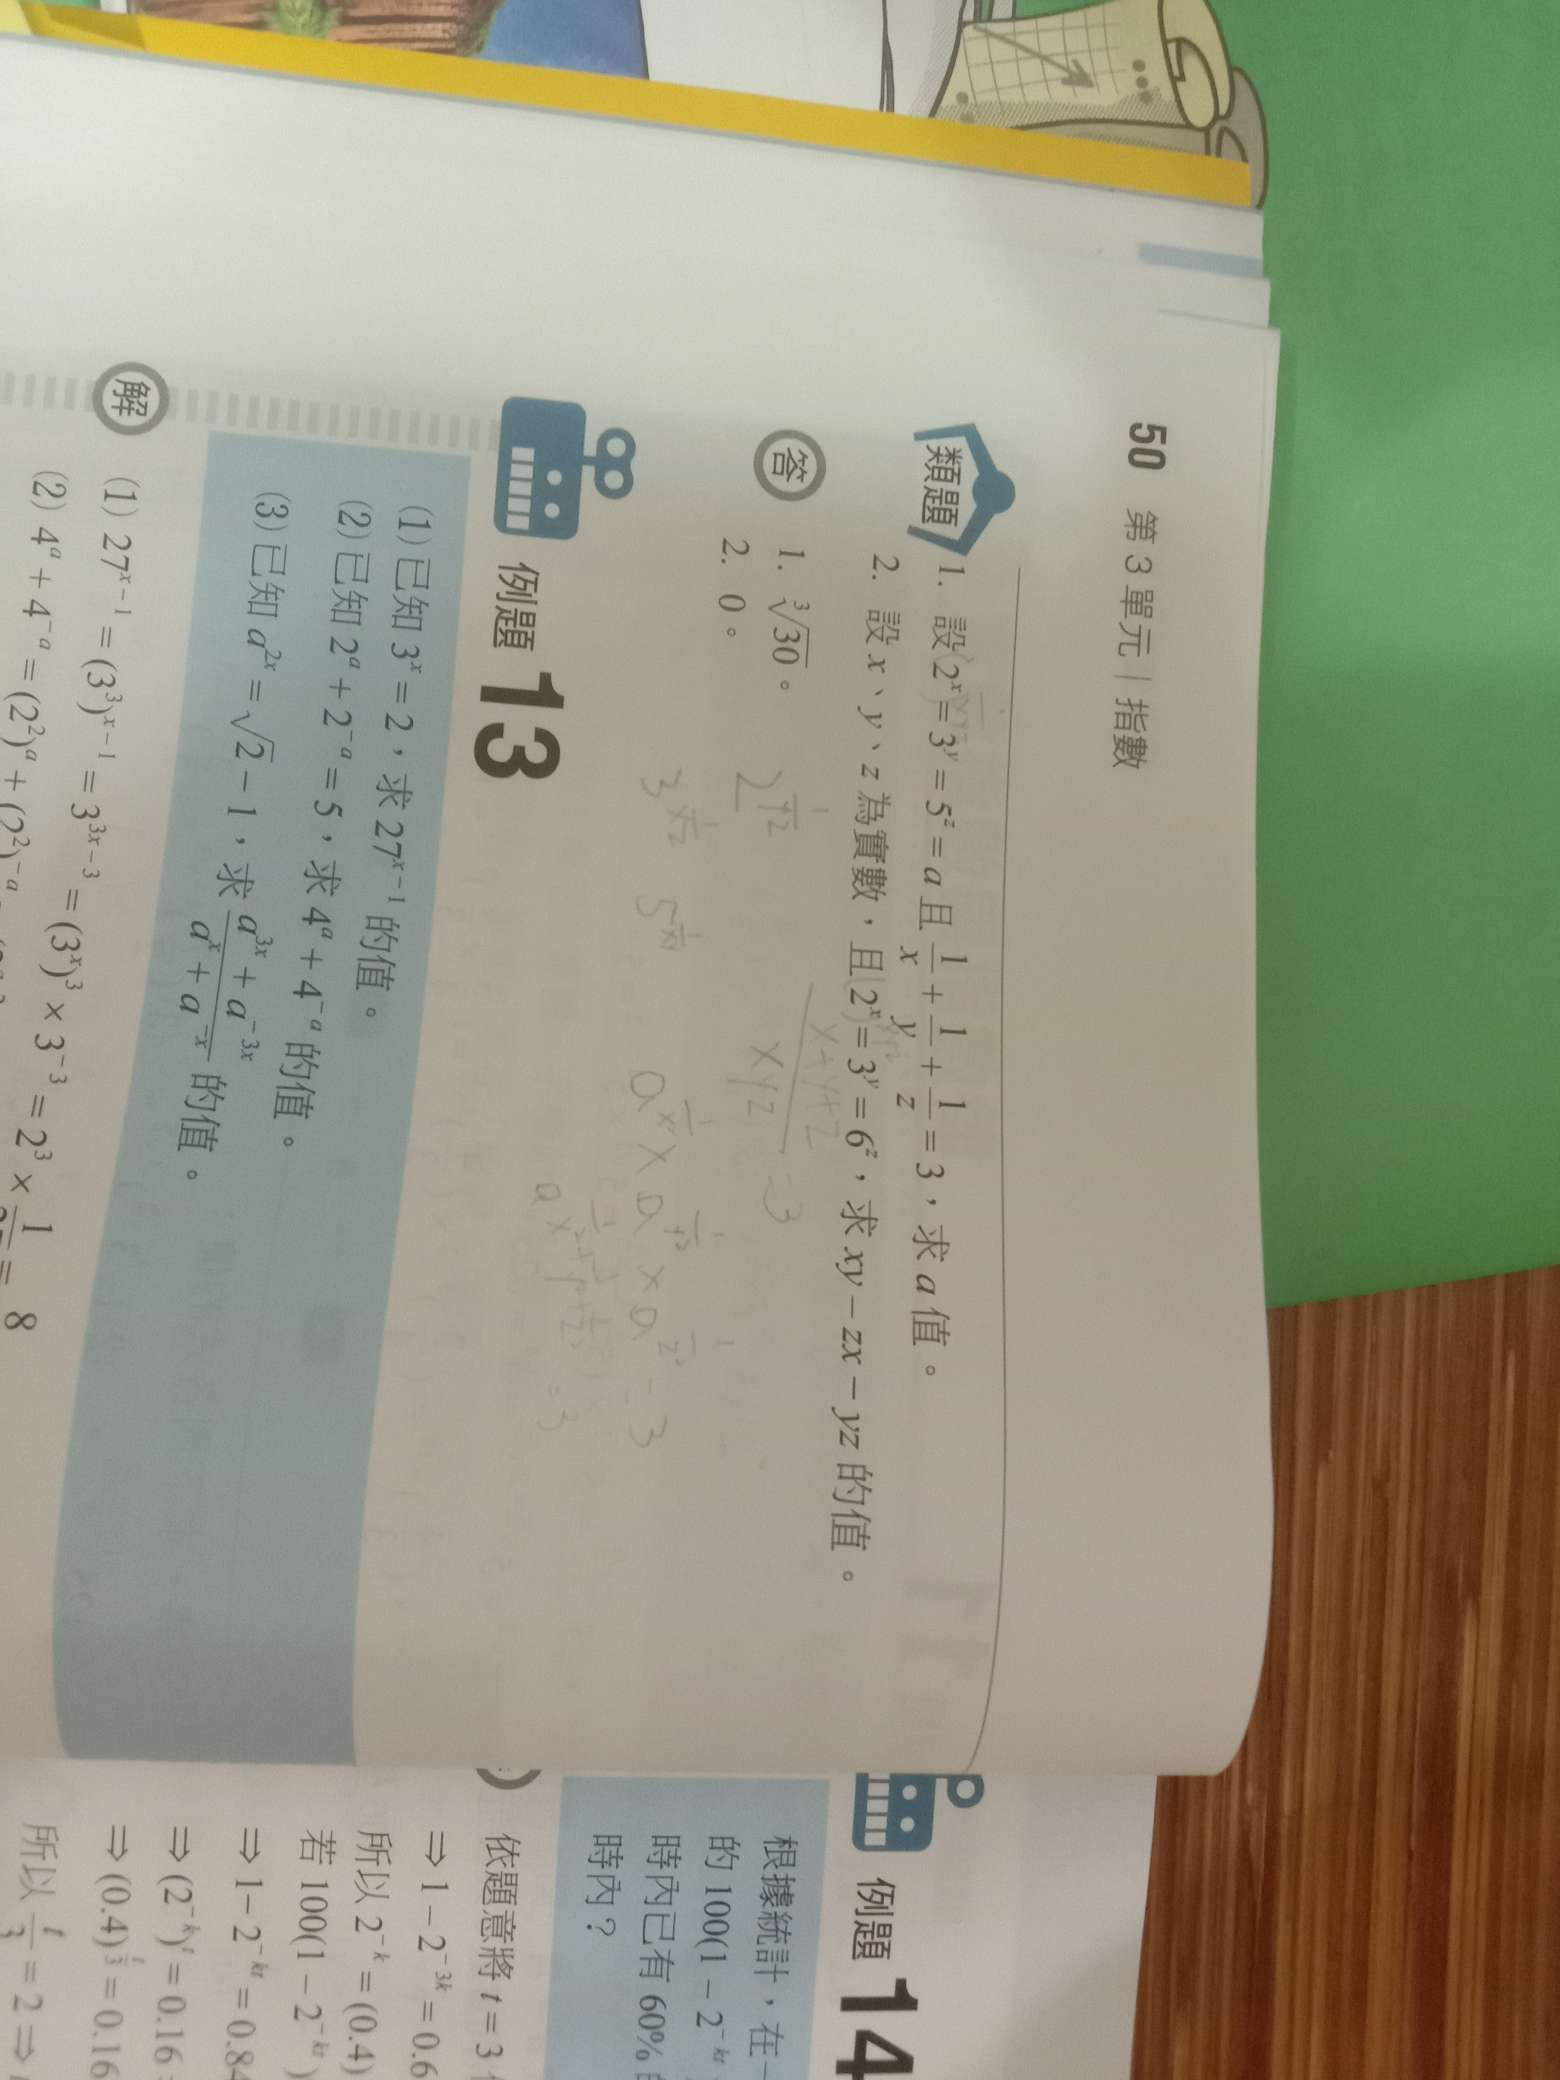 50 第 3 單元｜指數
類題 1. 設 2^x = 3^y = 5^z = a 且 1/x + 1/y + 1/z = 3，求 a 值。
2. 設 x、y、z 為實數，且 2^x = 3^y = 6^z，求 xy − zx − yz 的值。
答 1. ∛30。
2. 0。
例題 13
(1) 已知 3^x = 2，求 27^(x−1) 的值。
(2) 已知 2^a + 2^(−a) = 5，求 4^a + 4^(−a) 的值。
(3) 已知 a^(2x) = √2 − 1，求 (a^(3x) + a^(−3x))/(a^x + a^(−x)) 的值。
解 (1) 27^(x−1) = (3^3)^(x−1) = 3^(3x−3) = (3^x)^3 × 3^(−3) = 2^3 ×
(2) 4^a + 4^(−a) = (2^2)^a + (2^2)^(−a)
例題 14
根據統計，在一
的 100(1 − 2^(−kt)
時內已有 60%
時內？
依題意將 t = 3
⇒ 1 − 2^(−3k) = 0.6
所以 2^(−k) = (0.4)
若 100(1 − 2^(−kt))
⇒ 1 − 2^(−kt) = 0.84
⇒ (2^(−k))^t = 0.16
⇒ (0.4)^(t/3) = 0.16
所以 t/3 = 2 ⇒